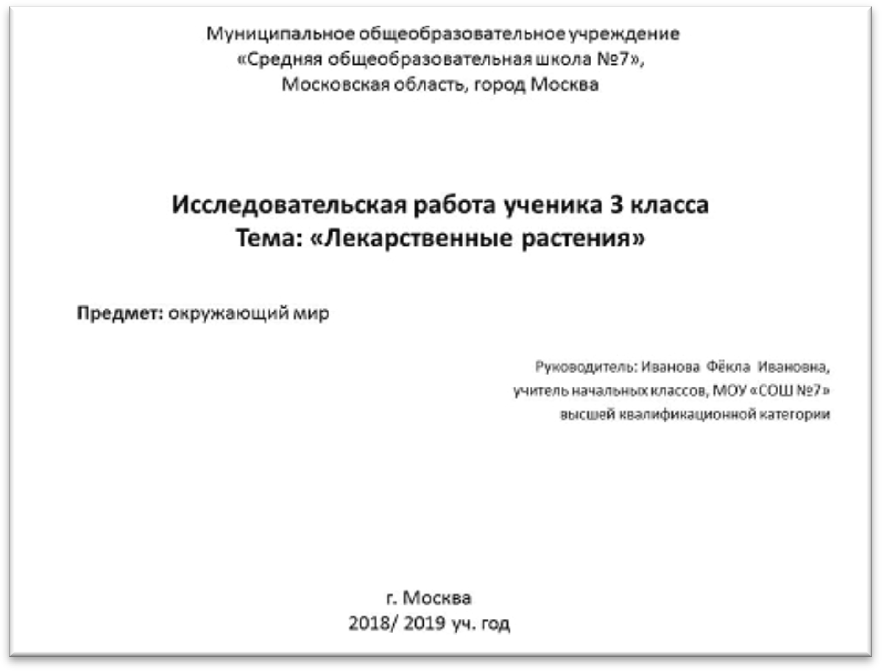 Муниципальное общеобразовательное учреждение
«Средняя общеобразовательная школа №7»,
Московская область, город Москва
Исследовательская работа ученика 3 класса
Тема: «Лекарственные растения»
Предмет: окружающий мир
Руководитель: Иванова Фёкла Ивановна,
учитель начальных классов, МОУ «СОШ №7»
высшей квалификационной категории
г. Москва
2018/ 2019 уч. год